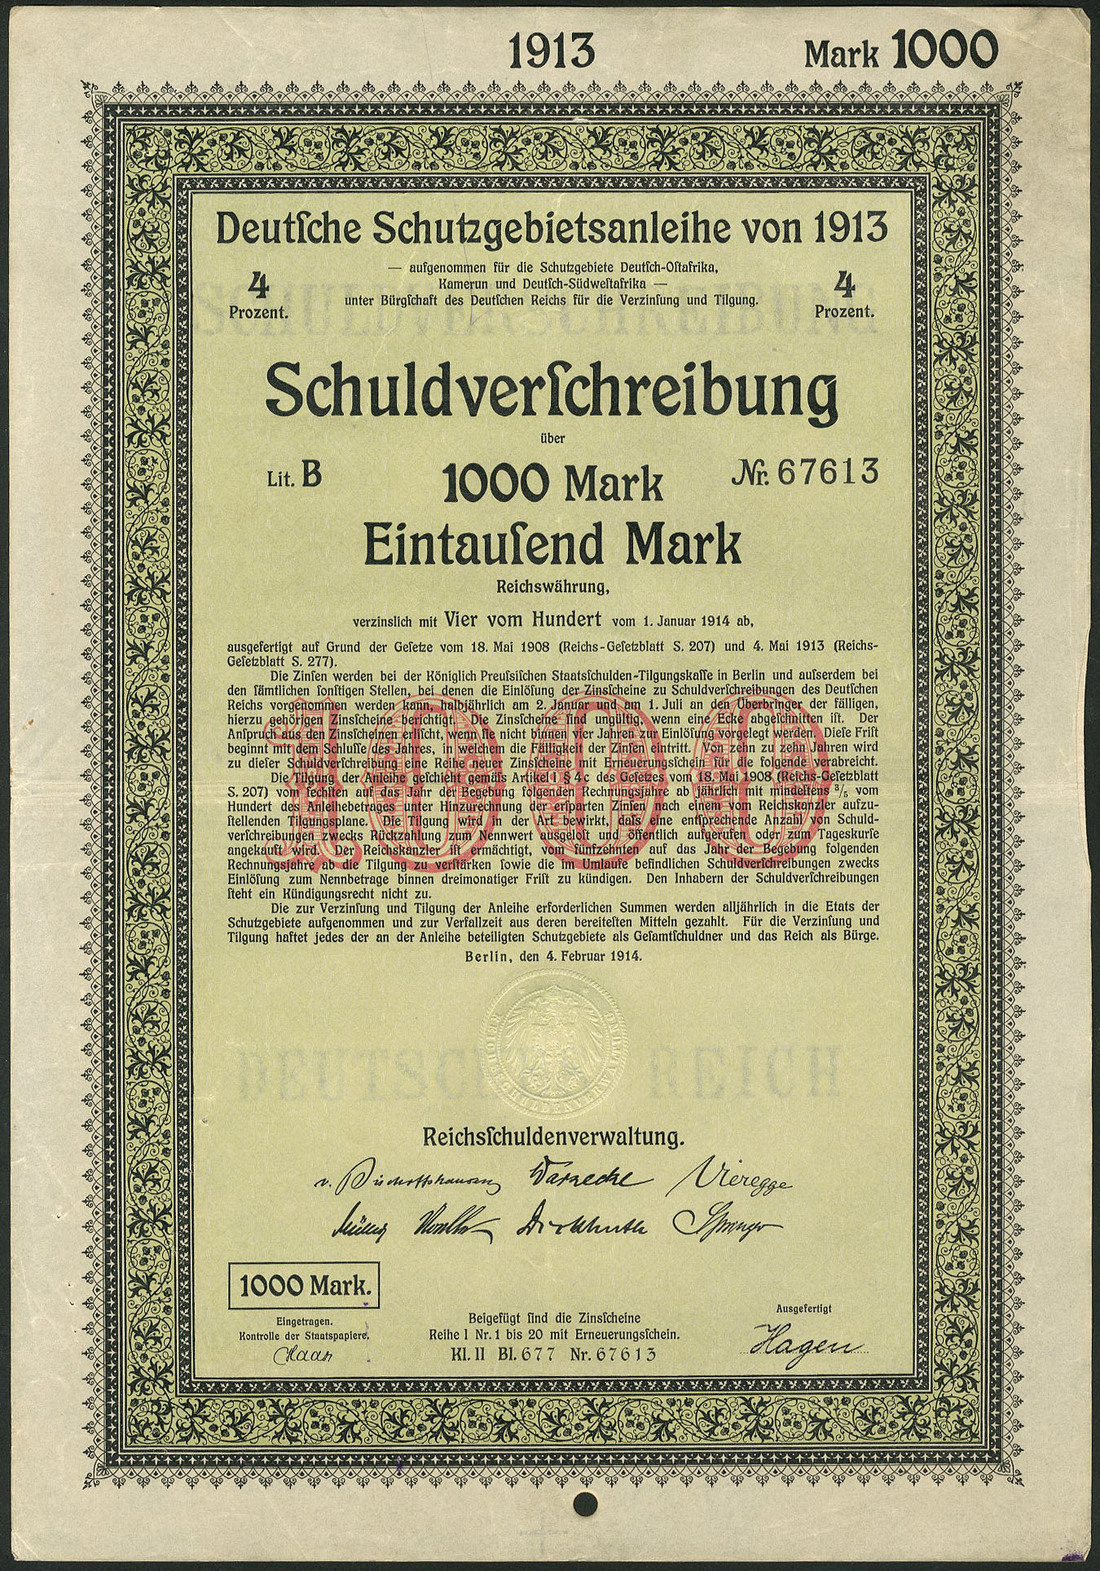 1913
Mark 1000
Deutſche Schutzgebietsanleihe von 1913
— aufgenommen für die Schutzgebiete Deutſch-Oſtafrika,
Kamerun und Deutſch-Südweſtafrika —
unter Bürgſchaft des Deutſchen Reichs für die Verzinſung und Tilgung.
4
Prozent.
4
Prozent.
SCHULDVERSCHREIBUNG
Schuldverſchreibung
über
Lit. B
1000 Mark
Nr. 67613
Eintauſend Mark
Reichswährung,
verzinslich mit Vier vom Hundert vom 1. Januar 1914 ab,
ausgefertigt auf Grund der Geſetze vom 18. Mai 1908 (Reichs-Geſetzblatt S. 207) und 4. Mai 1913 (Reichs-
Geſetzblatt S. 277).
Die Zinſen werden bei der Königlich Preuſsiſchen Staatsſchulden-Tilgungskaſſe in Berlin und auſserdem bei
den ſämtlichen ſonſtigen Stellen, bei denen die Einlöſung der Zinsſcheine zu Schuldverſchreibungen des Deutſchen
Reichs vorgenommen werden kann, halbjährlich am 2. Januar und am 1. Juli an den Überbringer der fälligen,
hierzu gehörigen Zinsſcheine berichtigt. Die Zinsſcheine ſind ungültig, wenn eine Ecke abgeſchnitten iſt. Der
Anſpruch aus den Zinsſcheinen erliſcht, wenn ſie nicht binnen vier Jahren zur Einlöſung vorgelegt werden. Dieſe Friſt
beginnt mit dem Schluſſe des Jahres, in welchem die Fälligkeit der Zinſen eintritt. Von zehn zu zehn Jahren wird
zu dieſer Schuldverſchreibung eine Reihe neuer Zinsſcheine mit Erneuerungsſchein für die folgende verabreicht.
Die Tilgung der Anleihe geſchieht gemäſs Artikel I § 4c des Geſetzes vom 18. Mai 1908 (Reichs-Geſetzblatt
S. 207) vom ſechſten auf das Jahr der Begebung folgenden Rechnungsjahre ab jährlich mit mindeſtens 3/5 vom
Hundert des Anleihebetrages unter Hinzurechnung der erſparten Zinſen nach einem vom Reichskanzler aufzu-
ſtellenden Tilgungsplane. Die Tilgung wird in der Art bewirkt, daſs eine entſprechende Anzahl von Schuld-
verſchreibungen zwecks Rückzahlung zum Nennwert ausgeloſt und öffentlich aufgerufen oder zum Tageskurſe
angekauft wird. Der Reichskanzler iſt ermächtigt, vom fünfzehnten auf das Jahr der Begebung folgenden
Rechnungsjahre ab die Tilgung zu verſtärken ſowie die im Umlaufe befindlichen Schuldverſchreibungen zwecks
Einlöſung zum Nennbetrage binnen dreimonatiger Friſt zu kündigen. Den Inhabern der Schuldverſchreibungen
ſteht ein Kündigungsrecht nicht zu.
1000
Die zur Verzinſung und Tilgung der Anleihe erforderlichen Summen werden alljährlich in die Etats der
Schutzgebiete aufgenommen und zur Verfallzeit aus deren bereiteſten Mitteln gezahlt. Für die Verzinſung und
Tilgung haftet jedes der an der Anleihe beteiligten Schutzgebiete als Geſamtſchuldner und das Reich als Bürge.
Berlin, den 4. Februar 1914.
DEUTSCHES REICH
Reichsſchuldenverwaltung.
v. Bischoffshausen Warnecke Vieregge
Müller Dickhuth Springer
1000 Mark.
Eingetragen.
Kontrolle der Staatspapiere.
Haan
Beigefügt ſind die Zinsſcheine
Reihe I Nr. 1 bis 20 mit Erneuerungsſchein.
Kl. II Bl. 677 Nr. 67613
Ausgefertigt
Hagen